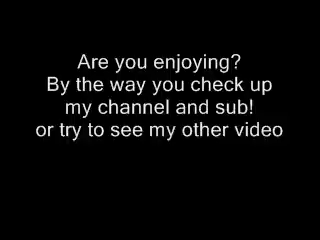 Are you enjoying?
By the way you check up
my channel and sub!
or try to see my other video